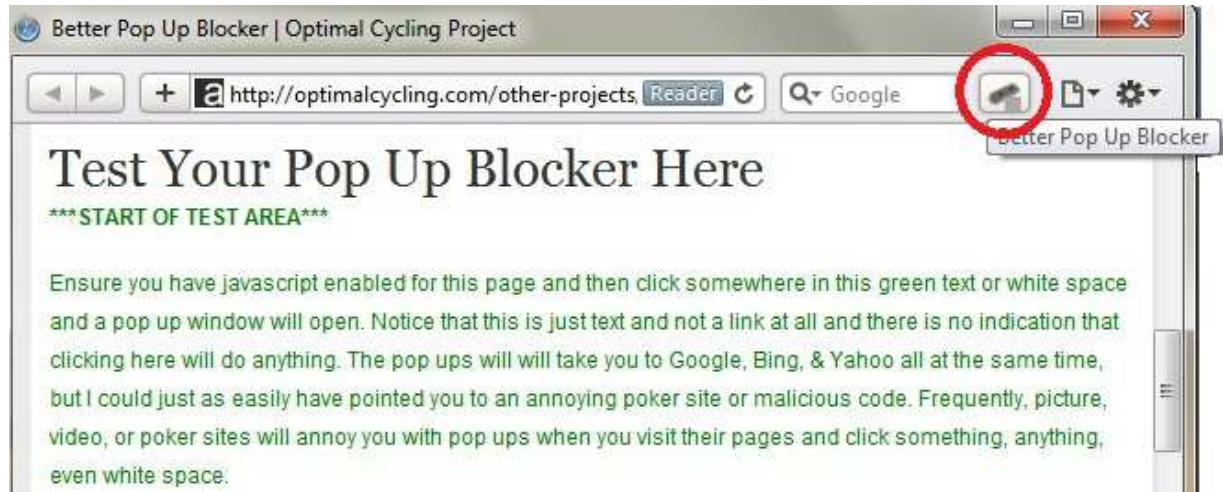 Better Pop Up Blocker | Optimal Cycling Project
http://optimalcycling.com/other-projects, Reader Google
Better Pop Up Blocker
Test Your Pop Up Blocker Here
***START OF TEST AREA***
Ensure you have javascript enabled for this page and then click somewhere in this green text or white space
and a pop up window will open. Notice that this is just text and not a link at all and there is no indication that
clicking here will do anything. The pop ups will will take you to Google, Bing, & Yahoo all at the same time,
but I could just as easily have pointed you to an annoying poker site or malicious code. Frequently, picture,
video, or poker sites will annoy you with pop ups when you visit their pages and click something, anything,
even white space.